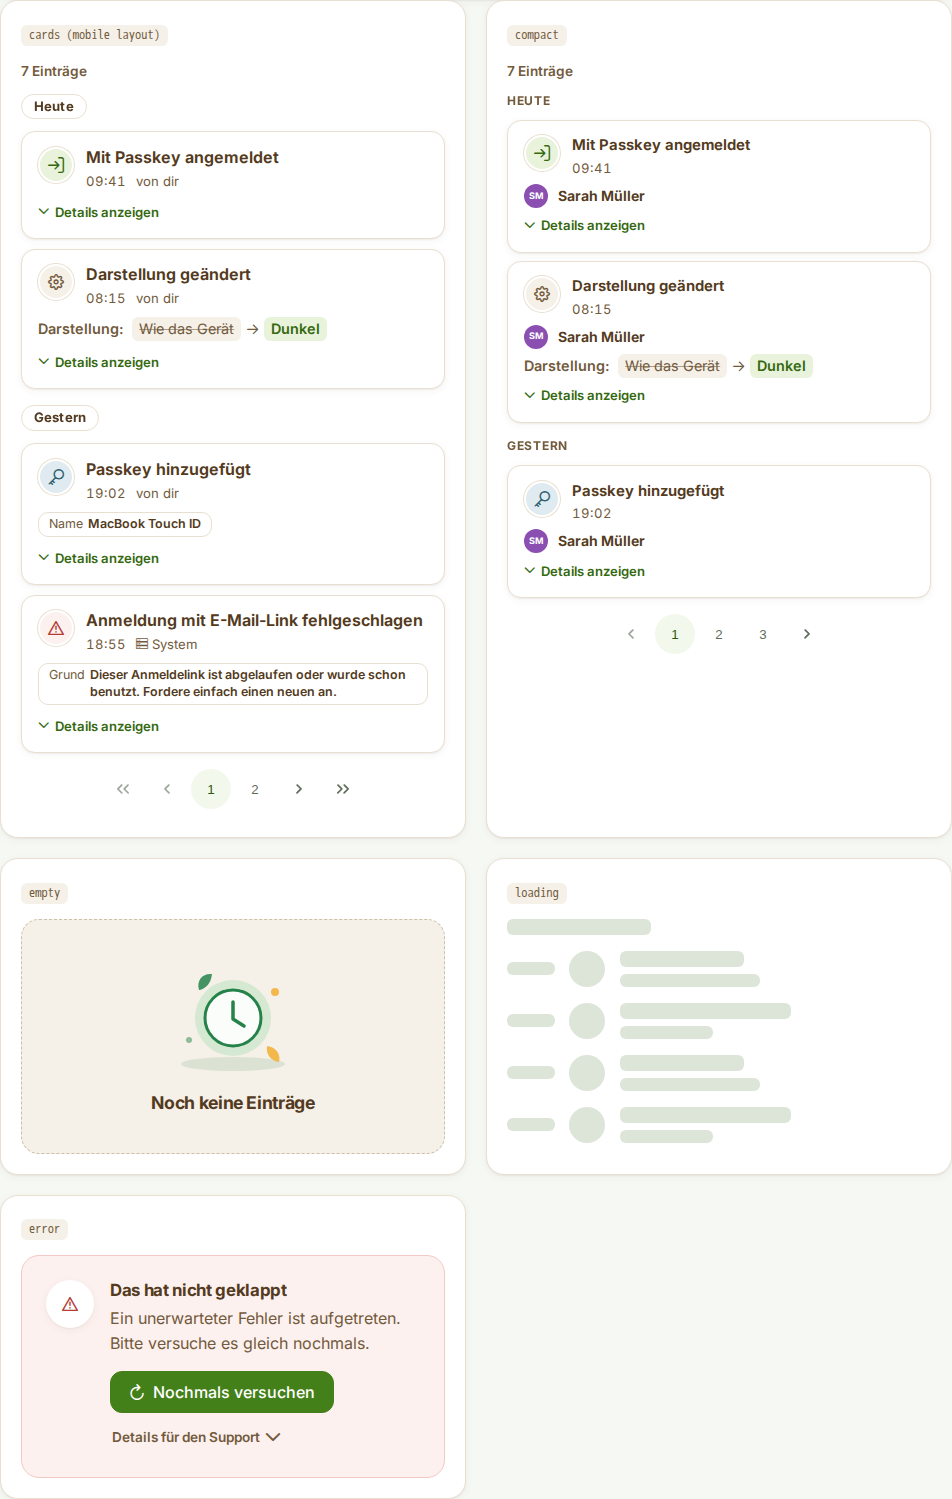 cards (mobile layout)
7 Einträge
Heute
Mit Passkey angemeldet
09:41 von dir
Details anzeigen
Darstellung geändert
08:15 von dir
Darstellung: Wie das Gerät → Dunkel
Details anzeigen
Gestern
Passkey hinzugefügt
19:02 von dir
Name MacBook Touch ID
Details anzeigen
Anmeldung mit E-Mail-Link fehlgeschlagen
18:55 System
Grund Dieser Anmeldelink ist abgelaufen oder wurde schon
benutzt. Fordere einfach einen neuen an.
Details anzeigen
1 2
compact
7 Einträge
HEUTE
Mit Passkey angemeldet
09:41
SM Sarah Müller
Details anzeigen
Darstellung geändert
08:15
SM Sarah Müller
Darstellung: Wie das Gerät → Dunkel
Details anzeigen
GESTERN
Passkey hinzugefügt
19:02
SM Sarah Müller
Details anzeigen
1 2 3
empty
Noch keine Einträge
loading
error
Das hat nicht geklappt
Ein unerwarteter Fehler ist aufgetreten.
Bitte versuche es gleich nochmals.
Nochmals versuchen
Details für den Support